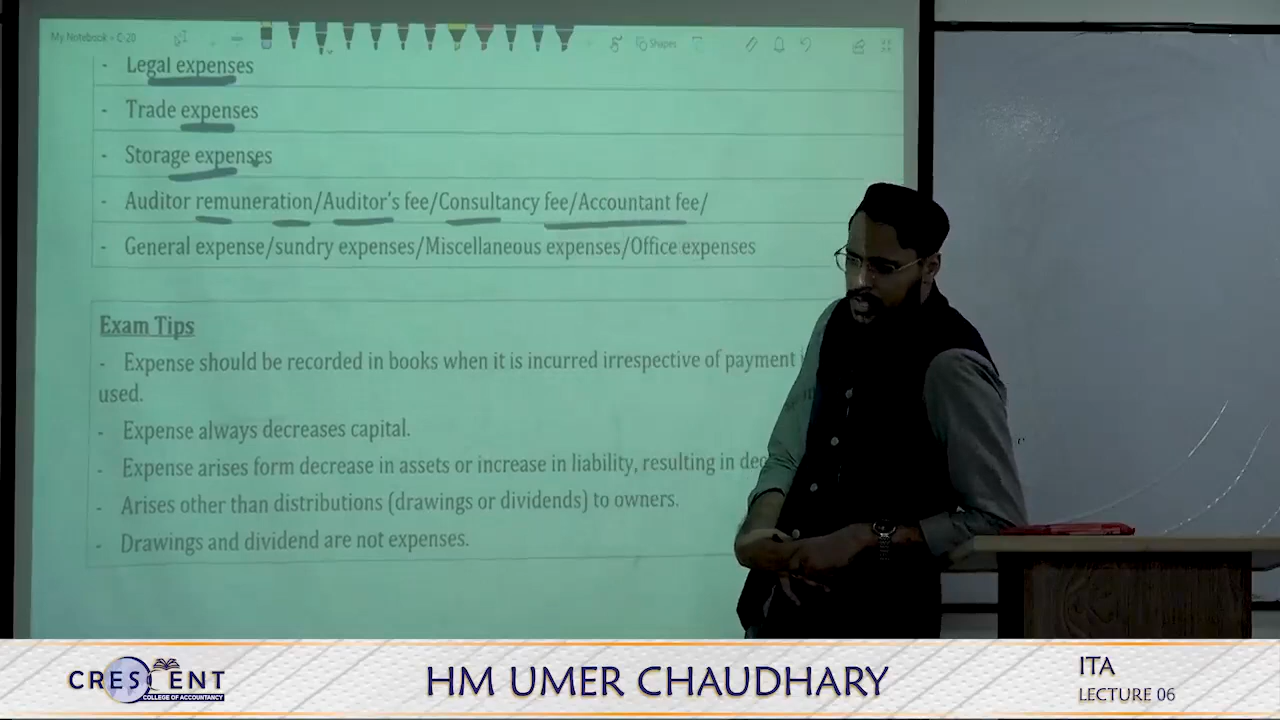 My Notebook - C-20
Shapes
- Legal expenses
- Trade expenses
- Storage expenses
- Auditor remuneration/Auditor's fee/Consultancy fee/Accountant fee/
- General expense/sundry expenses/Miscellaneous expenses/Office expenses
Exam Tips
- Expense should be recorded in books when it is incurred irrespective of payment
used.
- Expense always decreases capital.
- Expense arises form decrease in assets or increase in liability, resulting in
- Arises other than distributions (drawings or dividends) to owners.
- Drawings and dividend are not expenses.
CRESCENT
COLLEGE OF ACCOUNTANCY
HM UMER CHAUDHARY
ITA
LECTURE 06